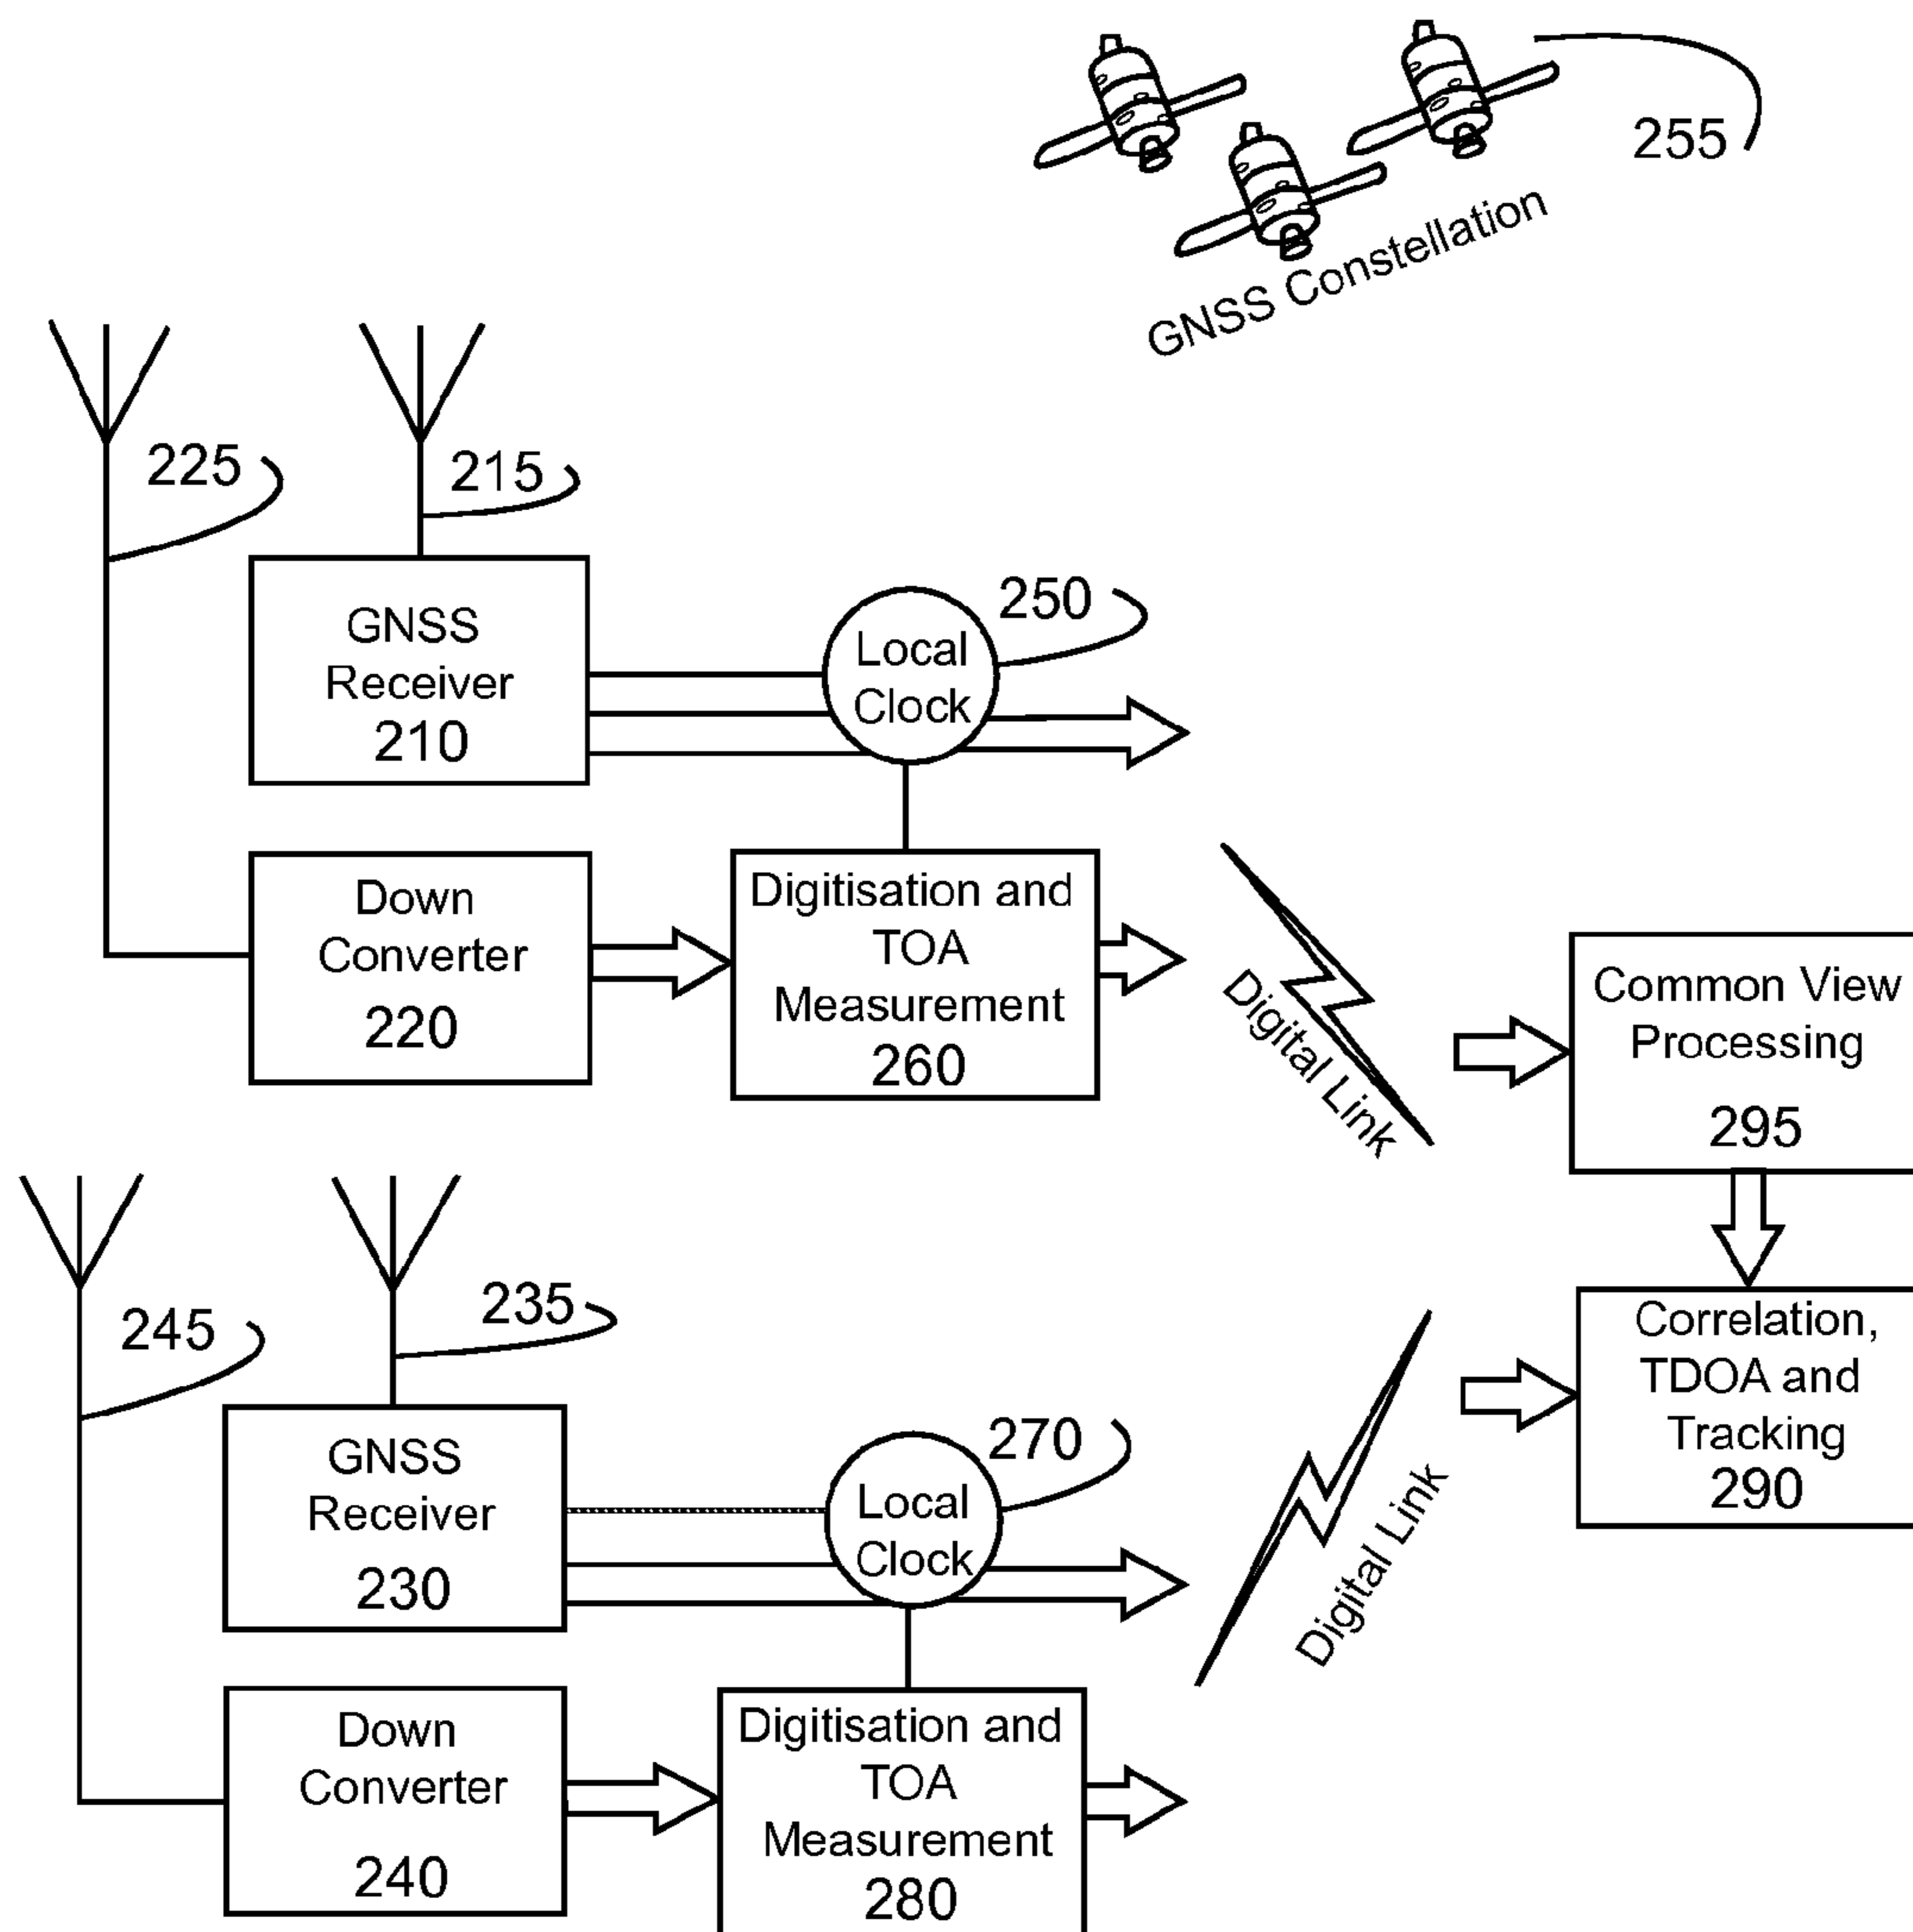 255
GNSS Constellation
225
215
GNSS
Receiver
210
Local
Clock
250
Down
Converter
220
Digitisation and
TOA
Measurement
260
Digital Link
Common View
Processing
295
245
235
GNSS
Receiver
230
Local
Clock
270
Down
Converter
240
Digitisation and
TOA
Measurement
280
Digital Link
Correlation,
TDOA and
Tracking
290